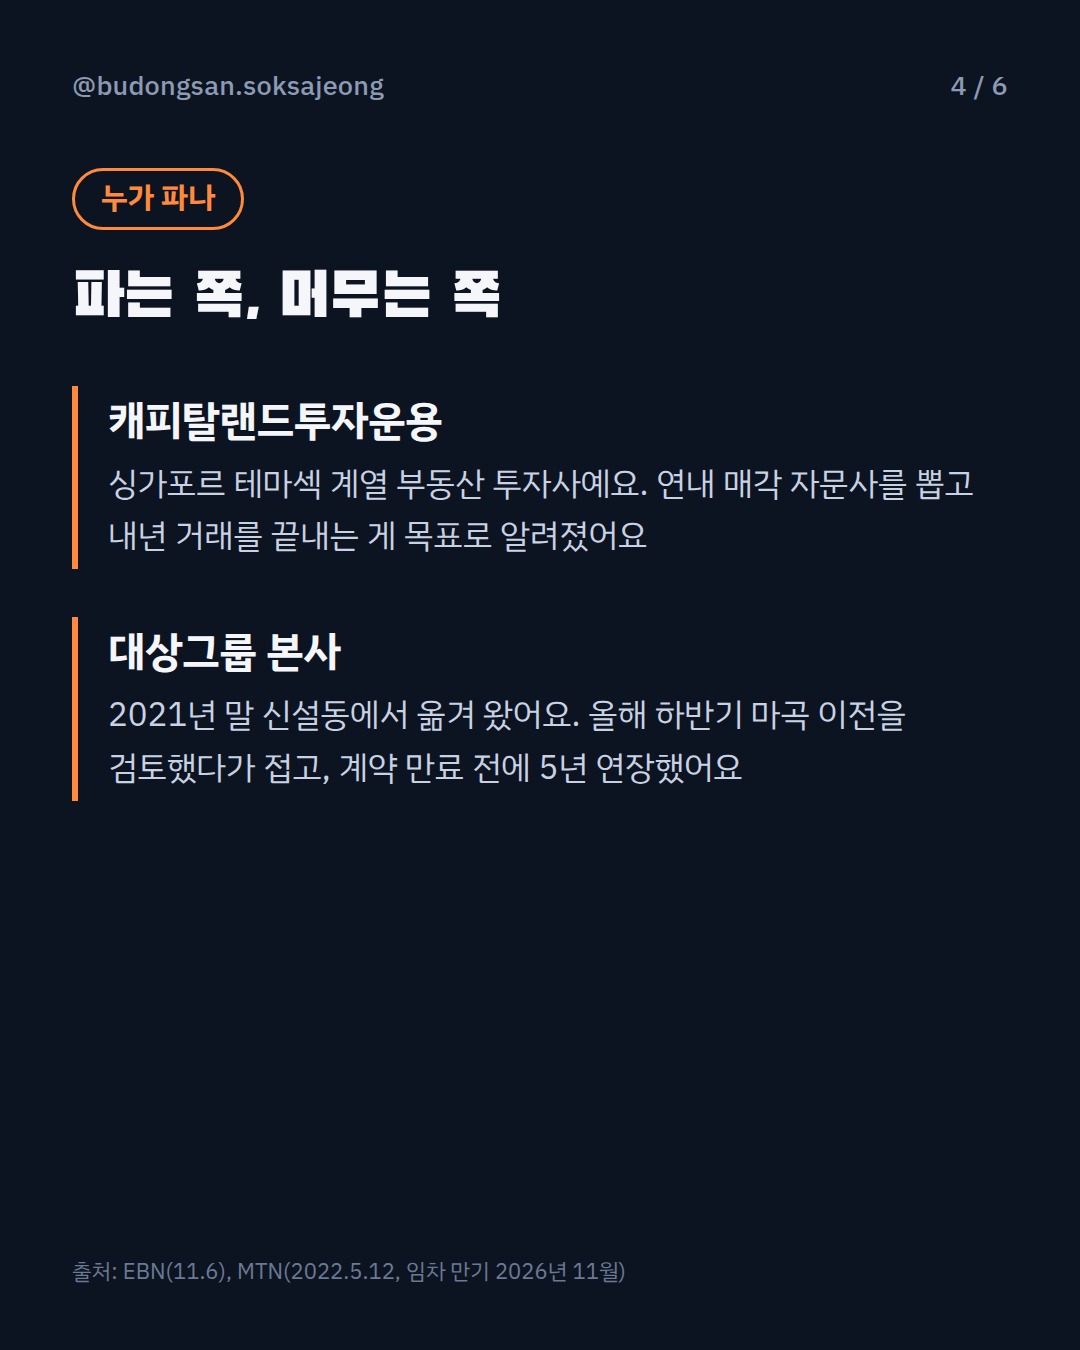 @budongsan.soksajeong
4 / 6
누가 파나
파는 쪽, 머무는 쪽
캐피탈랜드투자운용
싱가포르 테마섹 계열 부동산 투자사예요. 연내 매각 자문사를 뽑고
내년 거래를 끝내는 게 목표로 알려졌어요
대상그룹 본사
2021년 말 신설동에서 옮겨 왔어요. 올해 하반기 마곡 이전을
검토했다가 접고, 계약 만료 전에 5년 연장했어요
출처: EBN(11.6), MTN(2022.5.12, 임차 만기 2026년 11월)